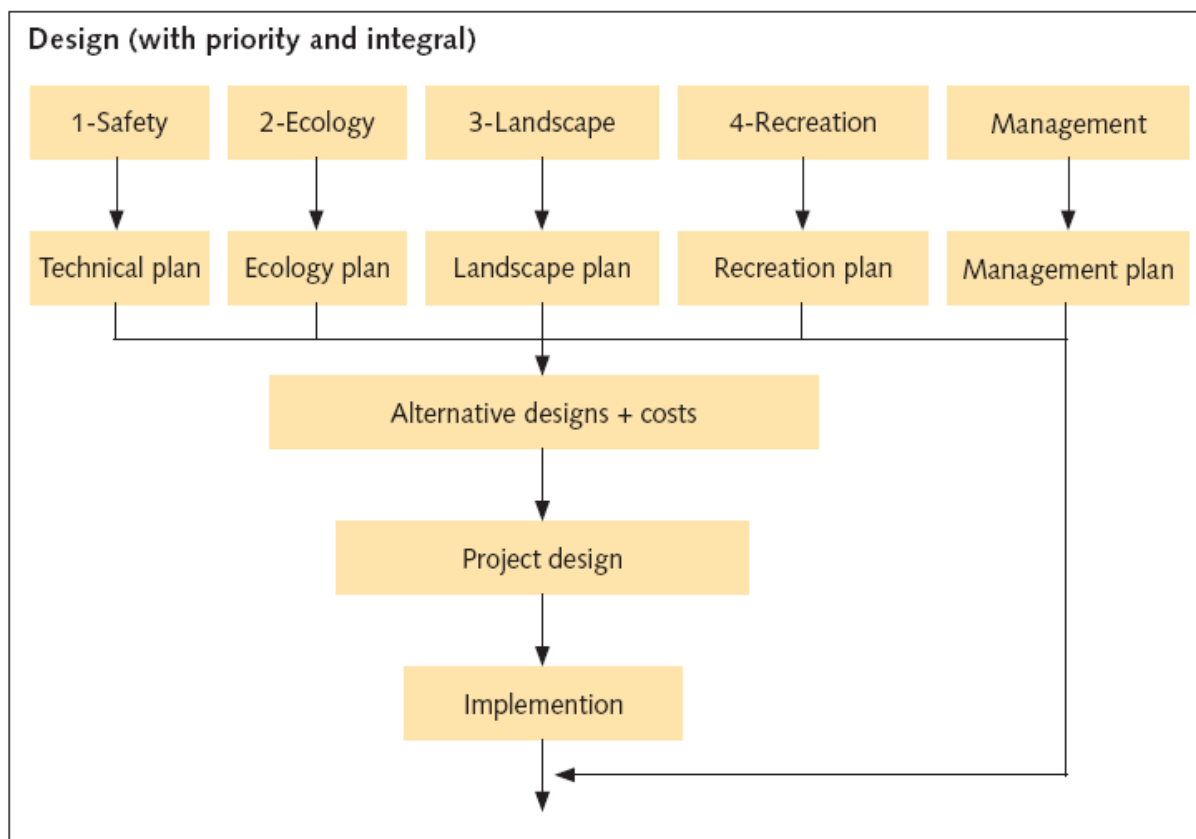 Design (with priority and integral)
1-Safety
2-Ecology
3-Landscape
4-Recreation
Management
Technical plan
Ecology plan
Landscape plan
Recreation plan
Management plan
Alternative designs + costs
Project design
Implemention